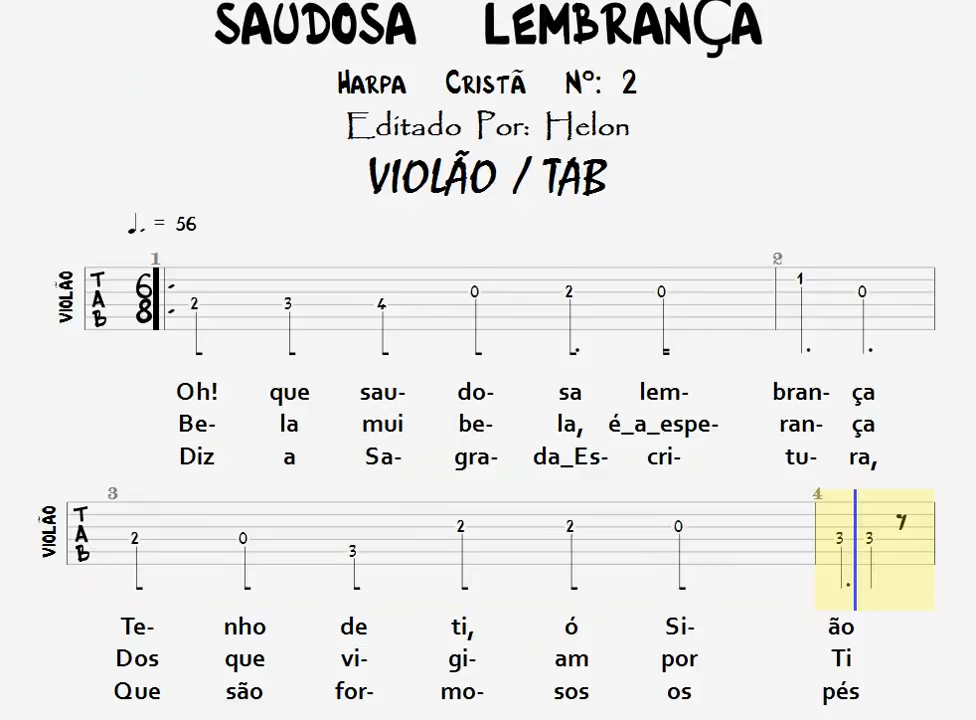 SAUDOSA LEMBRANÇA
HARPA CRISTÃ Nº: 2
Editado Por: Helon
VIOLÃO / TAB
♩. = 56
1 2
VIOLÃO TAB 6/8 2 3 4 0 2 0 1 0
Oh! que sau- do- sa lem- bran- ça
Be- la mui be- la, é_a_espe- ran- ça
Diz a Sa- gra- da_Es- cri- tu- ra,
3 4
VIOLÃO TAB 2 0 3 2 2 0 3 3
Te- nho de ti, ó Si- ão
Dos que vi- gi- am por Ti
Que são for- mo- sos os pés